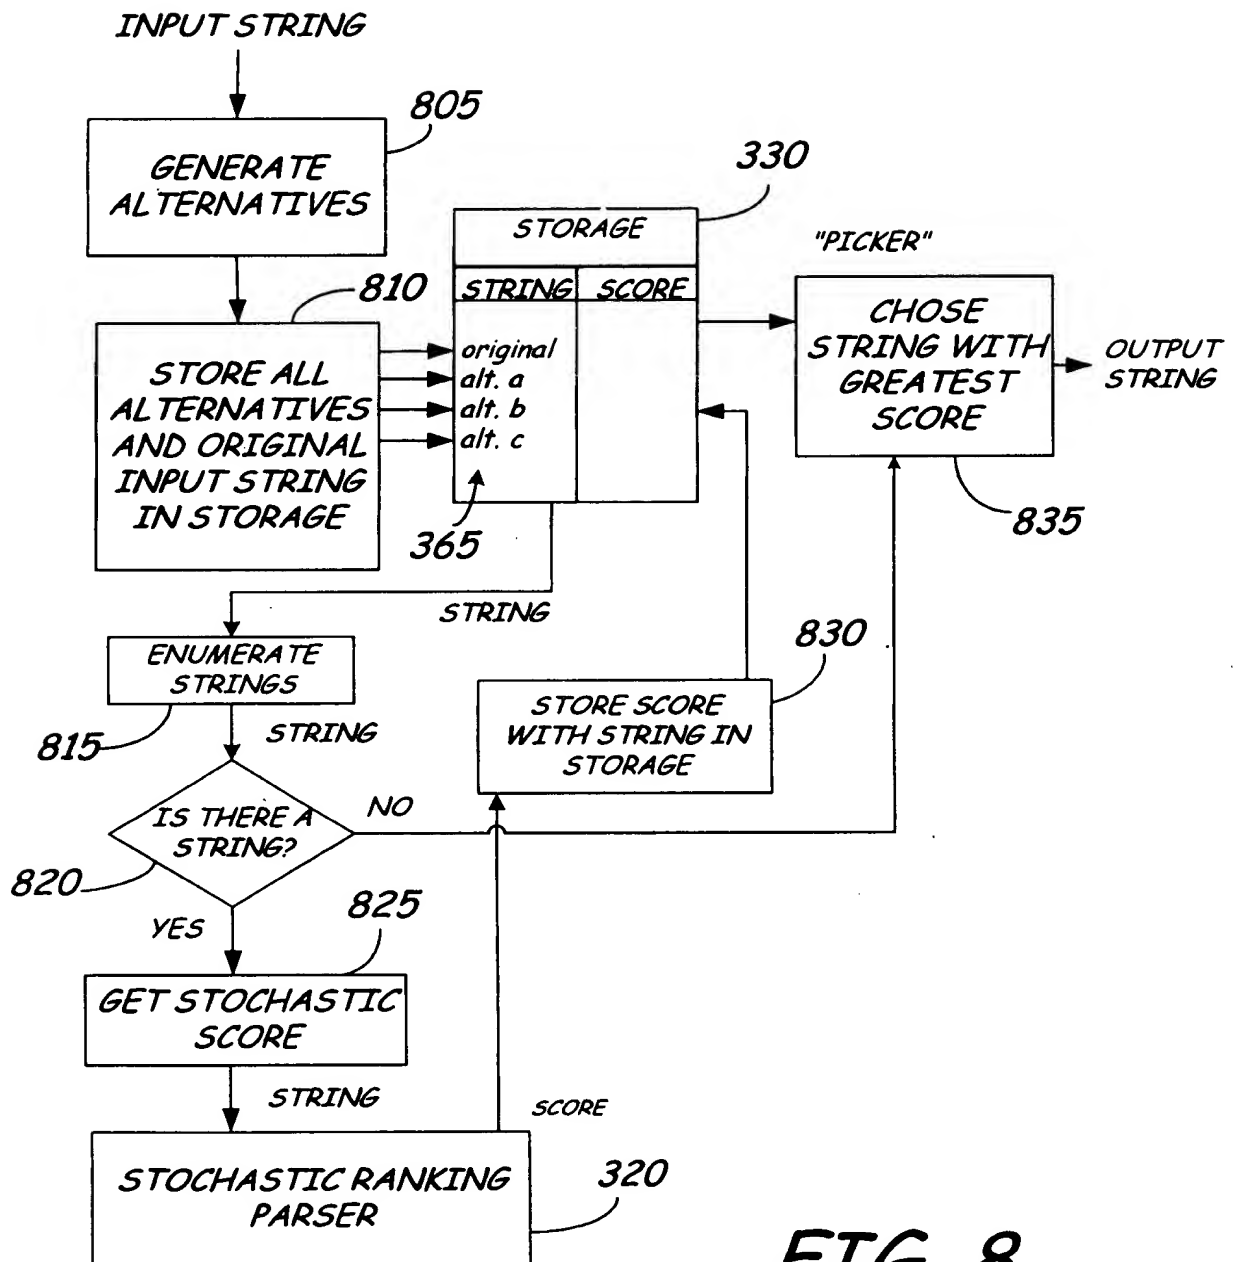 INPUT STRING
805
GENERATE
ALTERNATIVES
330
STORAGE
STRING SCORE
original
alt. a
alt. b
alt. c
365
810
STORE ALL
ALTERNATIVES
AND ORIGINAL
INPUT STRING
IN STORAGE
"PICKER"
CHOSE
STRING WITH
GREATEST
SCORE
835
OUTPUT
STRING
STRING
ENUMERATE
STRINGS
815
STRING
830
STORE SCORE
WITH STRING IN
STORAGE
IS THERE A
STRING?
NO
820
YES
825
GET STOCHASTIC
SCORE
STRING
SCORE
STOCHASTIC RANKING
PARSER
320
FIG. 8